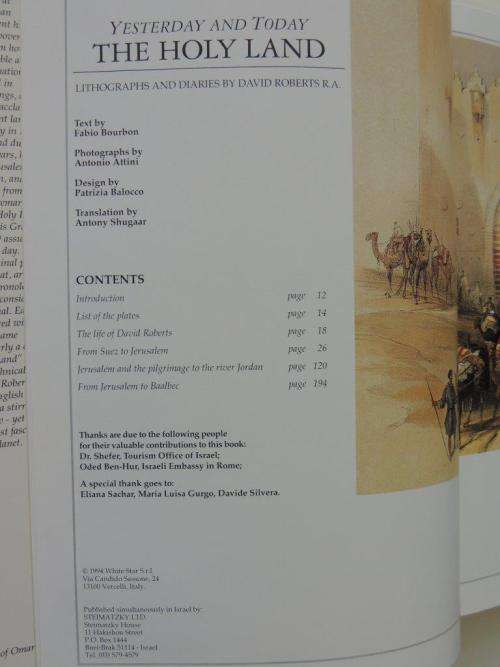 YESTERDAY AND TODAY
THE HOLY LAND
LITHOGRAPHS AND DIARIES BY DAVID ROBERTS R.A.
Text by
Fabio Bourbon
Photographs by
Antonio Attini
Design by
Patrizia Balocco
Translation by
Antony Shugaar
CONTENTS
Introduction page 12
List of the plates page 14
The life of David Roberts page 18
From Suez to Jerusalem page 26
Jerusalem and the pilgrimage to the river Jordan page 120
From Jerusalem to Baalbec page 194
Thanks are due to the following people
for their valuable contributions to this book:
Dr. Shefer, Tourism Office of Israel;
Oded Ben-Hur, Israeli Embassy in Rome;
A special thank goes to:
Eliana Sachar, Maria Luisa Gurgo, Davide Silvera.
© 1994 White Star S.r.l.
Via Candido Sassone, 24
13100 Vercelli, Italy.
Published simultaneously in Israel by:
STEIMATZKY LTD.
Steimatzky House
11 Hakishon Street
P.O. Box 1444
Bnei-Brak 51114 - Israel
Tel. (03) 579-4579
of Omar